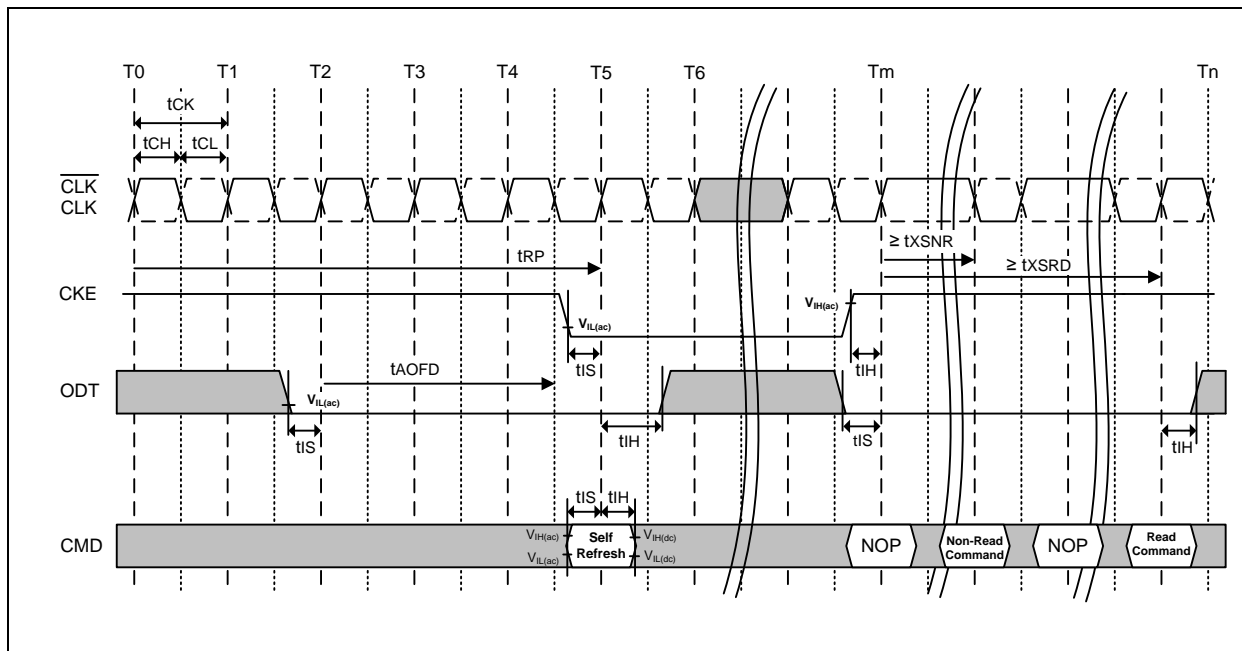 T0 T1 T2 T3 T4 T5 T6 Tm Tn
tCK
tCH tCL
CLK
CLK
≥ tXSNR
tRP
≥ tXSRD
CKE
VIH(ac)
VIL(ac)
tIS
tIH
tAOFD
ODT
VIL(ac)
tIS
tIH
tIS
tIH
tIS tIH
CMD
VIH(ac)
VIL(ac)
Self
Refresh
VIH(dc)
VIL(dc)
NOP
Non-Read
Command
NOP
Read
Command